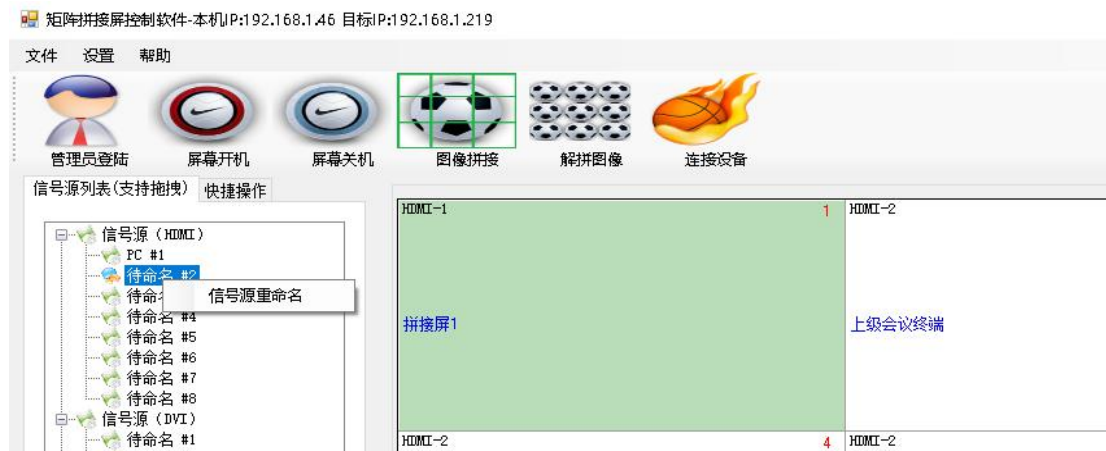 矩阵拼接屏控制软件-本机IP:192.168.1.46 目标IP:192.168.1.219
文件 设置 帮助
管理员登陆 屏幕开机 屏幕关机 图像拼接 解拼图像 连接设备
信号源列表(支持拖拽) 快捷操作
HDMI-1 1 HDMI-2
信号源 (HDMI)
PC #1
待命名 #2
待命
信号源重命名
待命名 #4
拼接屏1 上级会议终端
待命名 #5
待命名 #6
待命名 #7
待命名 #8
信号源 (DVI)
待命名 #1
HDMI-2 4 HDMI-2